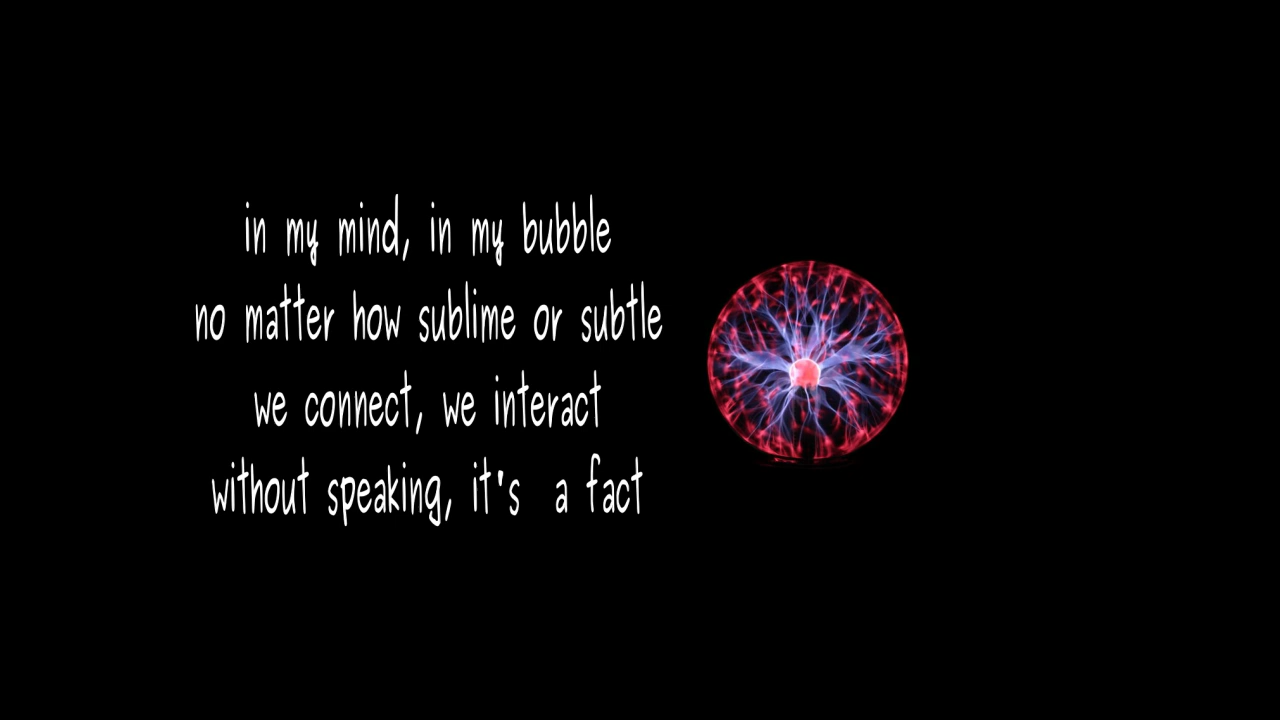 in my mind, in my bubble
no matter how sublime or subtle
we connect, we interact
without speaking, it's a fact